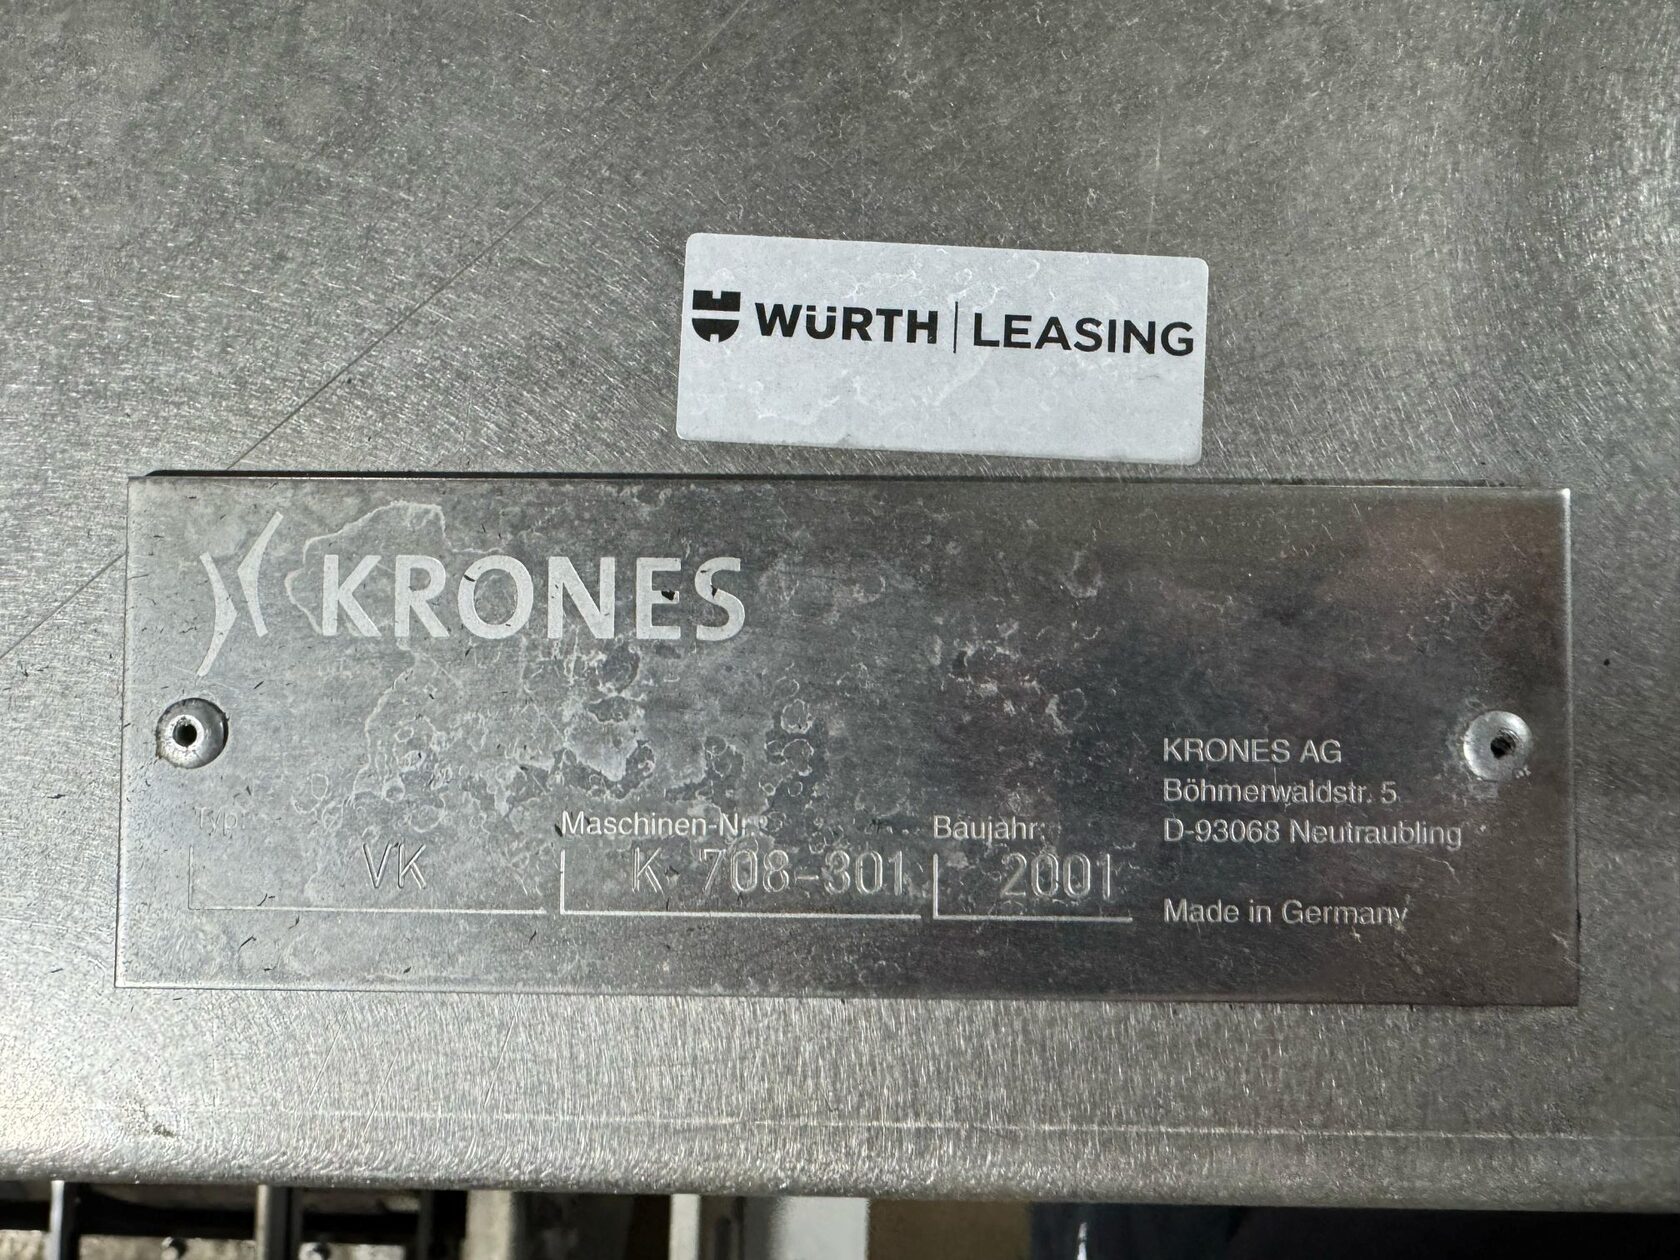 WÜRTH | LEASING
KRONES
Typ:
VK
Maschinen-Nr.:
K 708-301
Baujahr:
2001
KRONES AG
Böhmerwaldstr. 5
D-93068 Neutraubling
Made in Germany